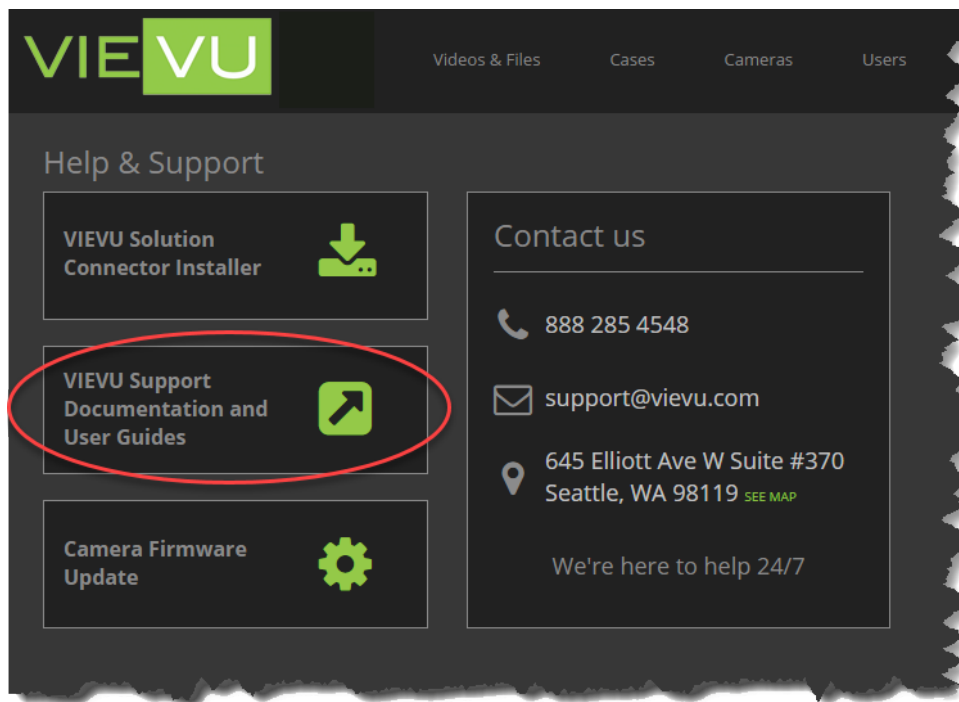 VIEVU
Videos & Files Cases Cameras Users
Help & Support
VIEVU Solution
Connector Installer
VIEVU Support
Documentation and
User Guides
Camera Firmware
Update
Contact us
888 285 4548
support@vievu.com
645 Elliott Ave W Suite #370
Seattle, WA 98119 SEE MAP
We're here to help 24/7